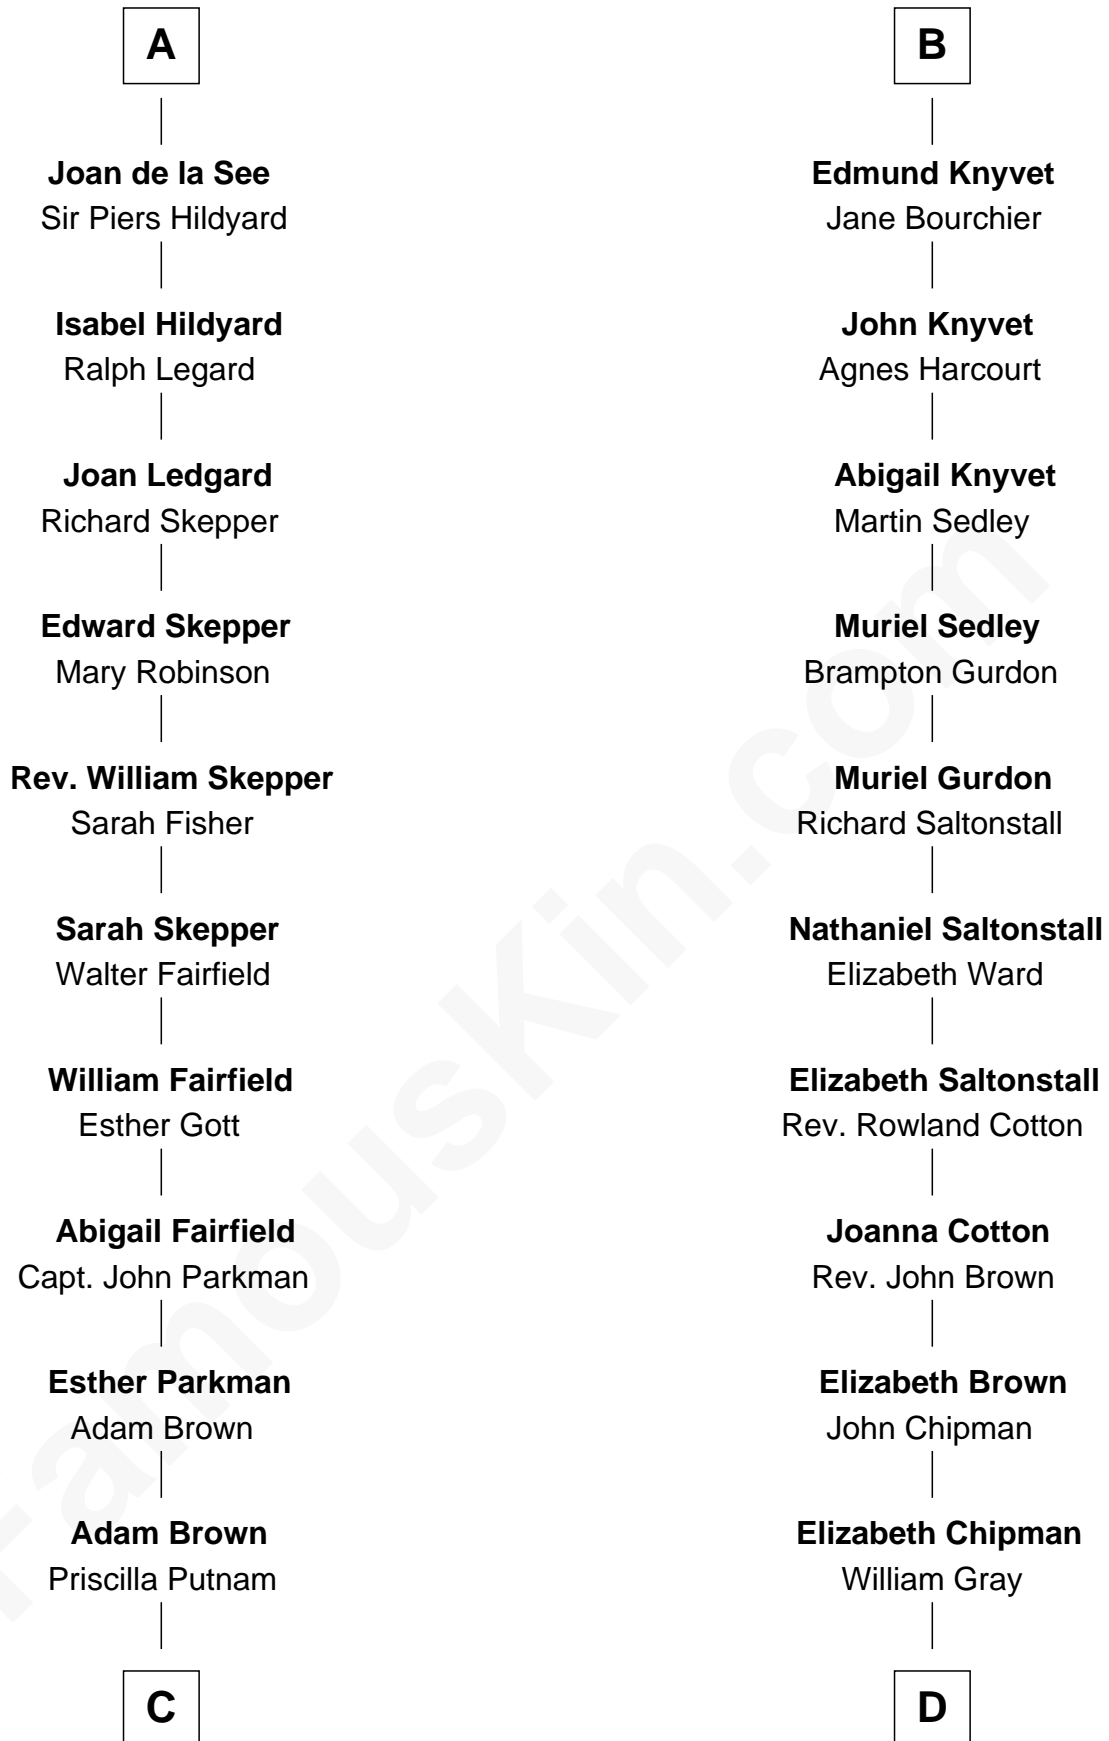 A
Joan de la See
Sir Piers Hildyard
Isabel Hildyard
Ralph Legard
Joan Ledgard
Richard Skepper
Edward Skepper
Mary Robinson
Rev. William Skepper
Sarah Fisher
Sarah Skepper
Walter Fairfield
William Fairfield
Esther Gott
Abigail Fairfield
Capt. John Parkman
Esther Parkman
Adam Brown
Adam Brown
Priscilla Putnam
C
B
Edmund Knyvet
Jane Bourchier
John Knyvet
Agnes Harcourt
Abigail Knyvet
Martin Sedley
Muriel Sedley
Brampton Gurdon
Muriel Gurdon
Richard Saltonstall
Nathaniel Saltonstall
Elizabeth Ward
Elizabeth Saltonstall
Rev. Rowland Cotton
Joanna Cotton
Rev. John Brown
Elizabeth Brown
John Chipman
Elizabeth Chipman
William Gray
D
FamousKin.com